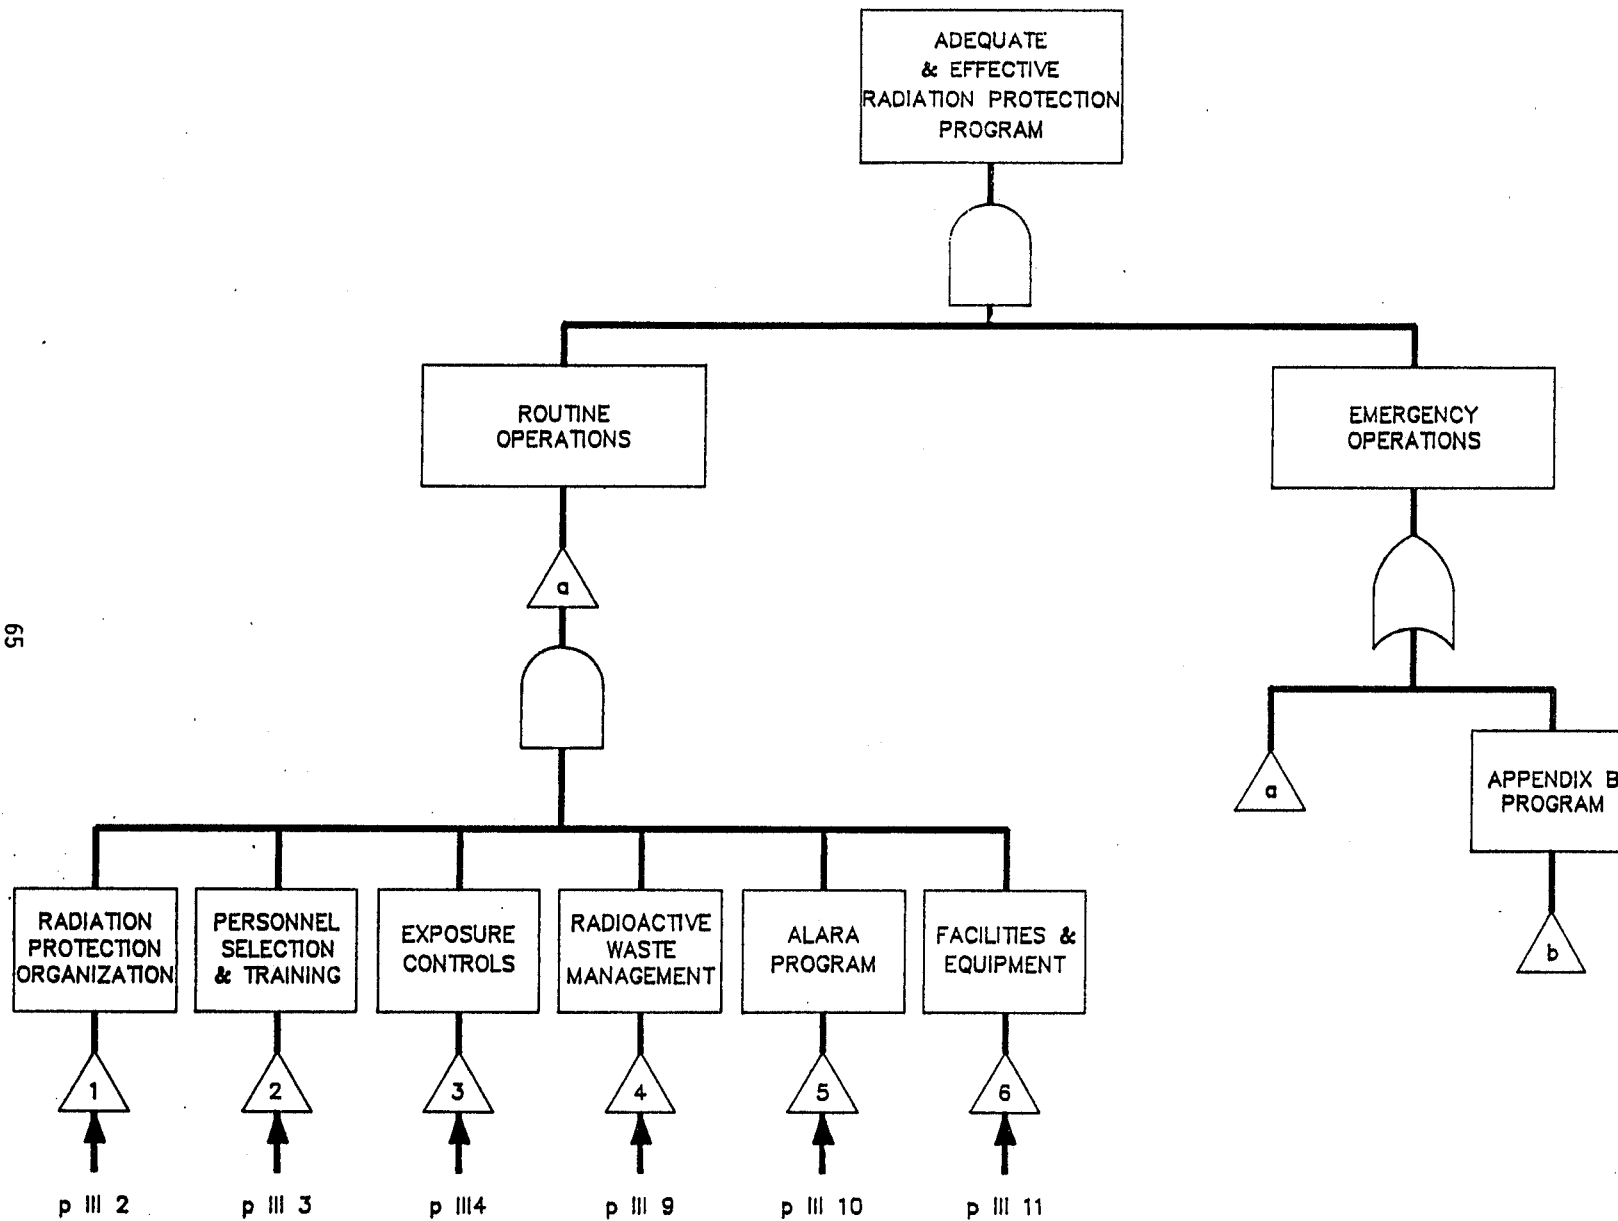 ADEQUATE
& EFFECTIVE
RADIATION PROTECTION
PROGRAM
ROUTINE
OPERATIONS
EMERGENCY
OPERATIONS
a
65
a
APPENDIX B
PROGRAM
b
RADIATION
PROTECTION
ORGANIZATION
PERSONNEL
SELECTION
& TRAINING
EXPOSURE
CONTROLS
RADIOACTIVE
WASTE
MANAGEMENT
ALARA
PROGRAM
FACILITIES &
EQUIPMENT
1
2
3
4
5
6
p III 2
p III 3
p III4
p III 9
p III 10
p III 11